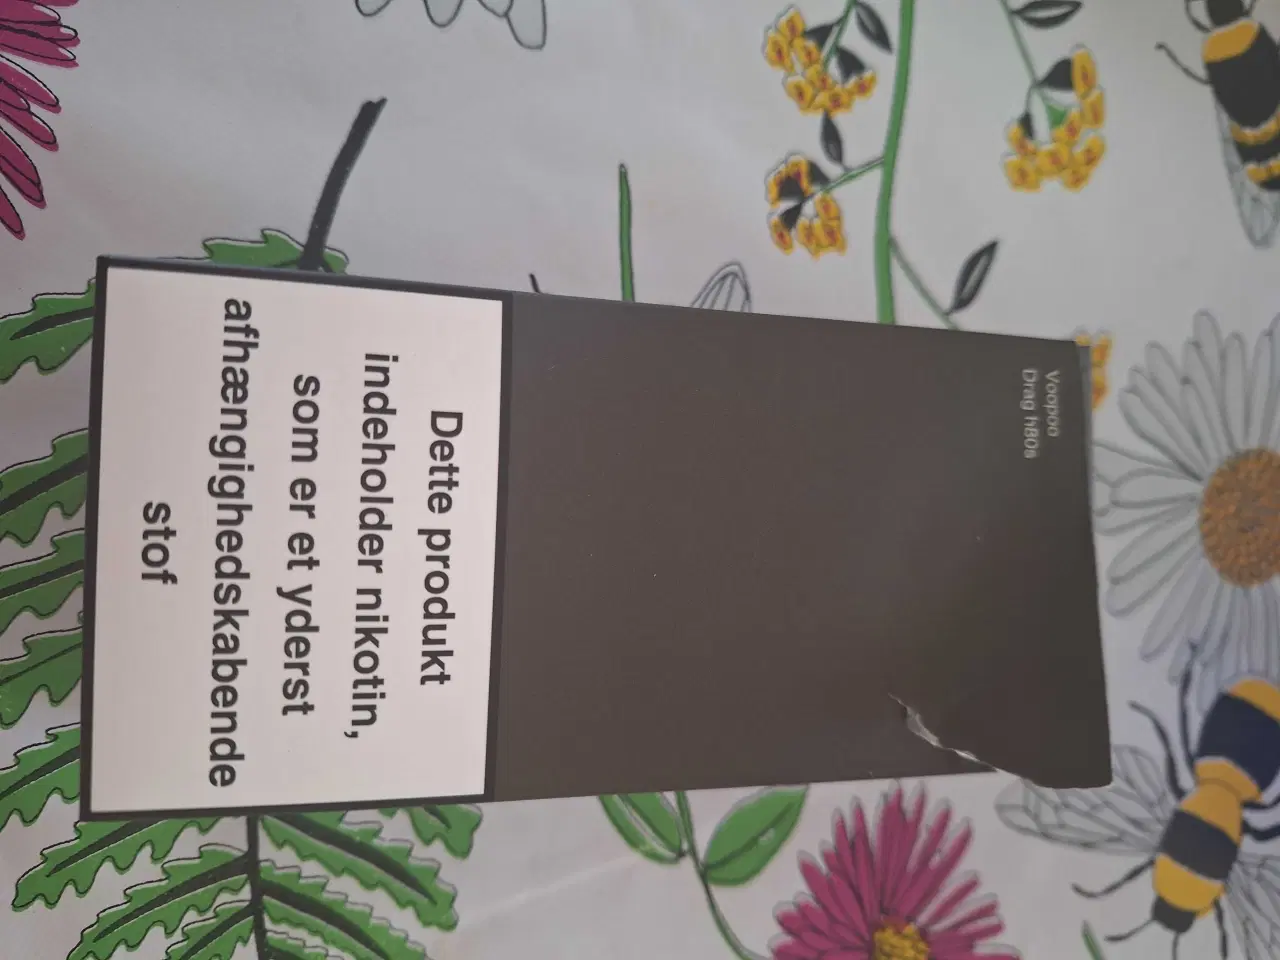 Voopoo
Drag h80s
Dette produkt
indeholder nikotin,
som er et yderst
afhængighedskabende
stof